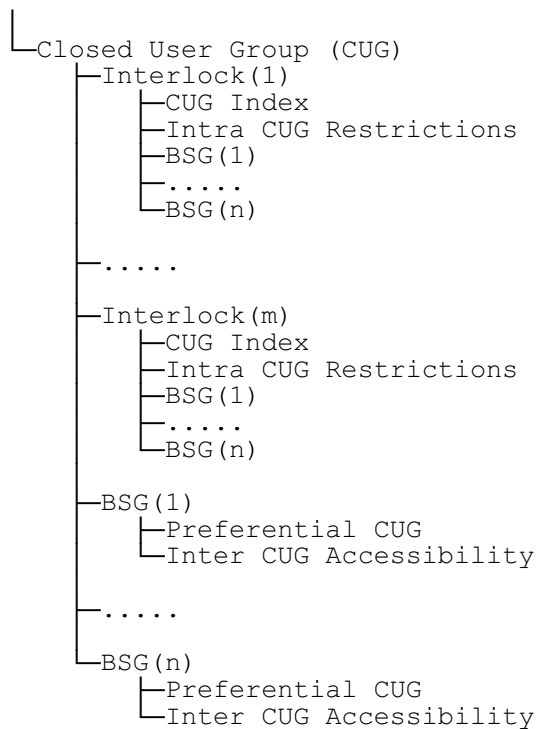 Closed User Group (CUG)
Interlock(1)
CUG Index
Intra CUG Restrictions
BSG(1)
.....
BSG(n)
.....
Interlock(m)
CUG Index
Intra CUG Restrictions
BSG(1)
.....
BSG(n)
BSG(1)
Preferential CUG
Inter CUG Accessibility
.....
BSG(n)
Preferential CUG
Inter CUG Accessibility